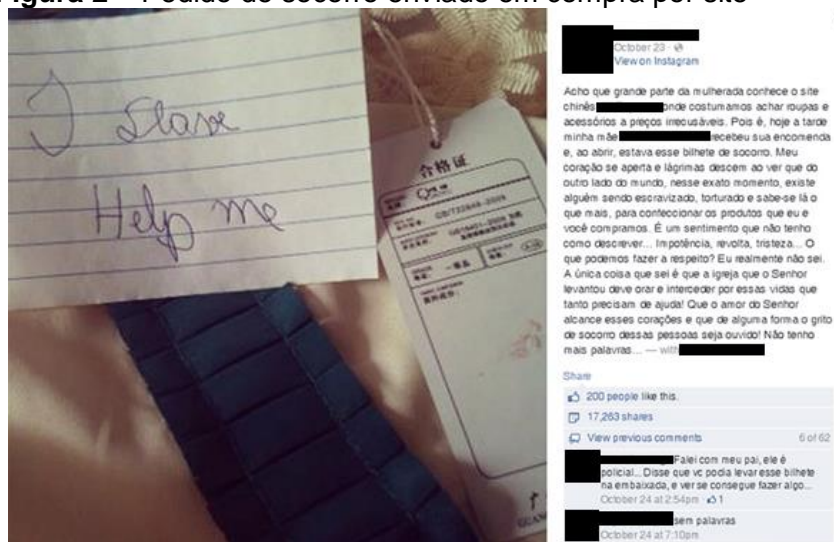 Figura 2 – Pedido de socorro enviado em compra por site
I Slave
Help me
合格证
GB/T22849-2009
October 23
View on Instagram
Acho que grande parte da mulherada conhece o site
chinês onde costumamos achar roupas e
acessórios a preços irrecusáveis. Pois é, hoje a tarde
minha mãe recebeu sua encomenda
e, ao abrir, estava esse bilhete de socorro. Meu
coração se aperta e lágrimas descem ao ver que do
outro lado do mundo, nesse exato momento, existe
alguém sendo escravizado, torturado e sabe-se lá o
que mais, para confeccionar os produtos que eu e
você compramos. É um sentimento que não tenho
como descrever... Impotência, revolta, tristeza... O
que podemos fazer a respeito? Eu realmente não sei.
A única coisa que sei é que a igreja que o Senhor
levantou deve orar e interceder por essas vidas que
tanto precisam de ajuda! Que o amor do Senhor
alcance esses corações e que de alguma forma o grito
de socorro dessas pessoas seja ouvido! Não tenho
mais palavras... — with
Share
200 people like this.
17,263 shares
View previous comments 6 of 62
Falei com meu pai, ele é
policial... Disse que vc podia levar esse bilhete
na embaixada, e ver se consegue fazer algo...
October 24 at 2:54pm · 1
sem palavras
October 24 at 7:10pm